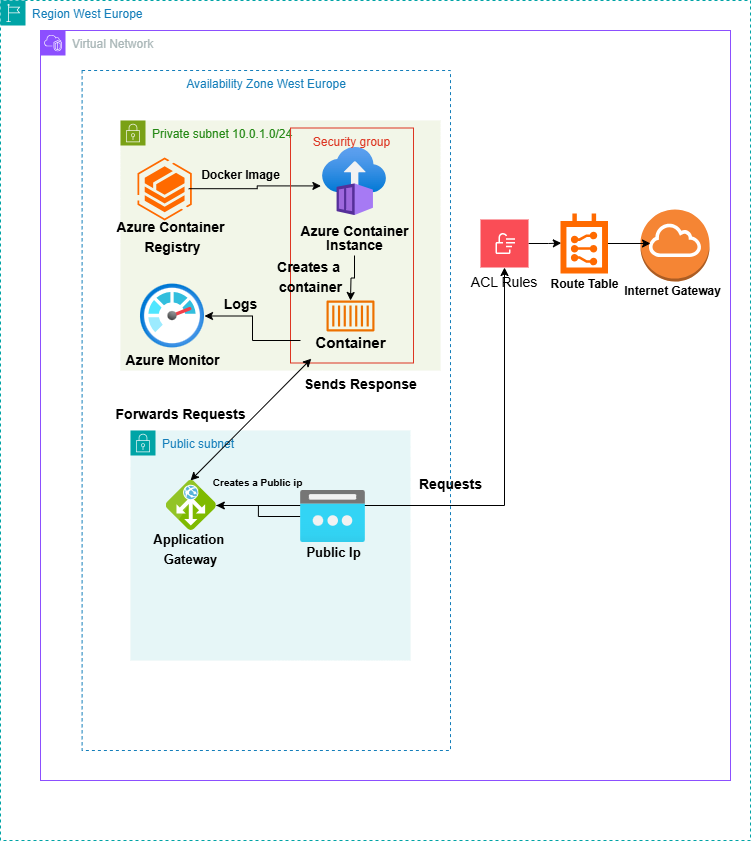 Region West Europe
Virtual Network
Availability Zone West Europe
Private subnet 10.0.1.0/24
Security group
Docker Image
Azure Container
Registry
Azure Container
Instance
Creates a
container
Logs
Container
Azure Monitor
ACL Rules
Route Table
Internet Gateway
Sends Response
Forwards Requests
Public subnet
Creates a Public ip
Requests
Application
Gateway
Public Ip